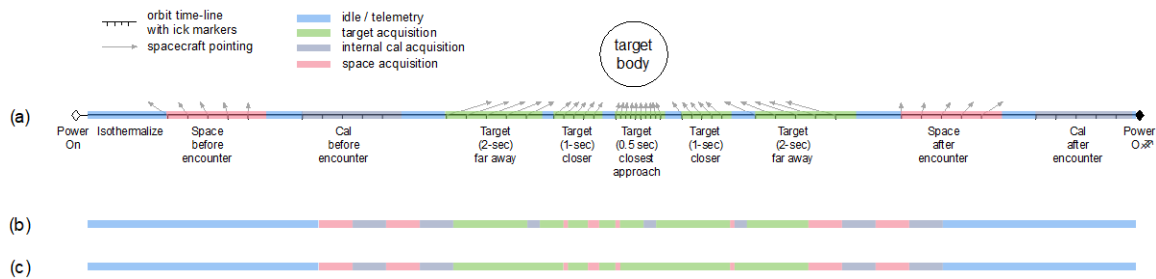 orbit time-line
with ick markers
spacecraft pointing
idle / telemetry
target acquisition
internal cal acquisition
space acquisition
target
body
(a)
Power
On
Isothermalize
Space
before
encounter
Cal
before
encounter
Target
(2-sec)
far away
Target
(1-sec)
closer
Target
(0.5 sec)
closest
approach
Target
(1-sec)
closer
Target
(2-sec)
far away
Space
after
encounter
Cal
after
encounter
Power
(b)
(c)